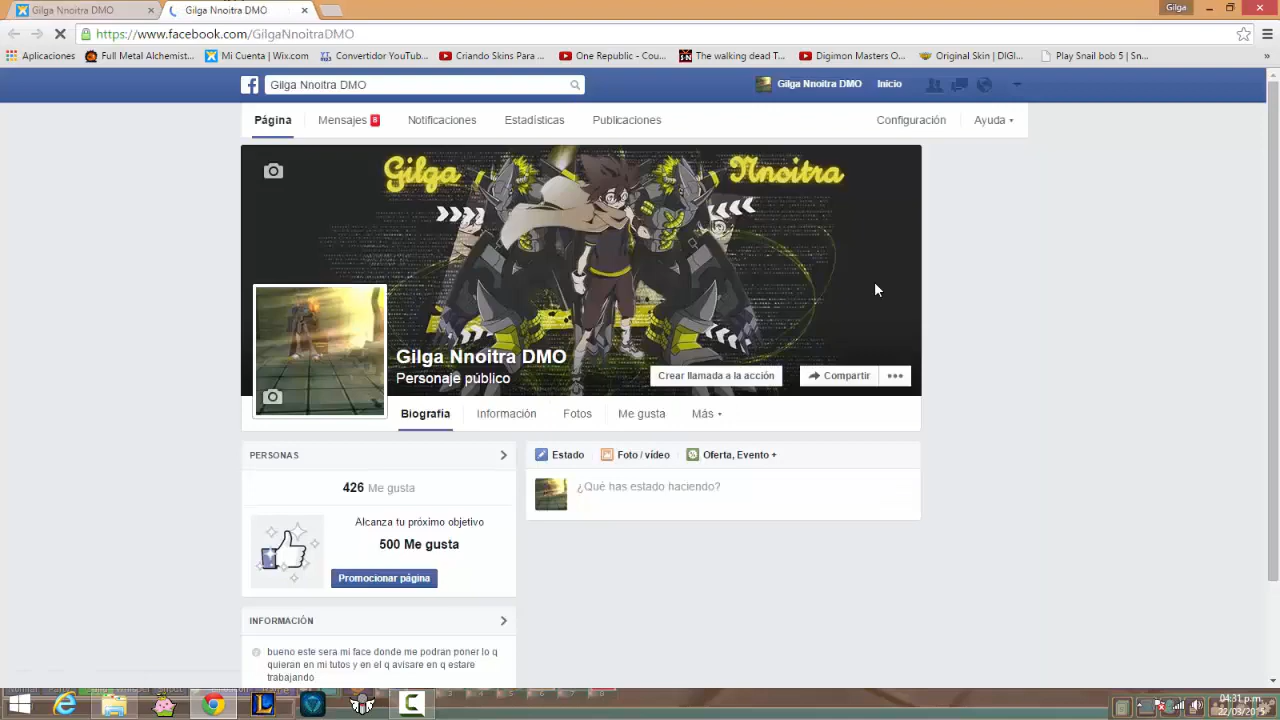 Gilga Nnoitra DMO
Gilga Nnoitra DMO
Gilga
https://www.facebook.com/GilgaNnoitraDMO
Aplicaciones
Full Metal Alchemist...
Mi Cuenta | Wix.com
Convertidor YouTub...
Criando Skins Para ...
One Republic - Cou...
The walking dead T...
Digimon Masters O...
Original Skin | DIGI...
Play Snail bob 5 | Sn...
Gilga Nnoitra DMO
Gilga Nnoitra DMO
Inicio
Página
Mensajes 8
Notificaciones
Estadísticas
Publicaciones
Configuración
Ayuda
Gilga
Nnoitra
Gilga Nnoitra DMO
Personaje público
Crear llamada a la acción
Compartir
Biografía
Información
Fotos
Me gusta
Más
PERSONAS
426 Me gusta
Alcanza tu próximo objetivo
500 Me gusta
Promocionar página
INFORMACIÓN
bueno este sera mi face donde me podran poner lo q
quieran en mi tutos y en el q avisare en q estare
trabajando
Estado
Foto / vídeo
Oferta, Evento +
¿Qué has estado haciendo?
04:31 p.m.